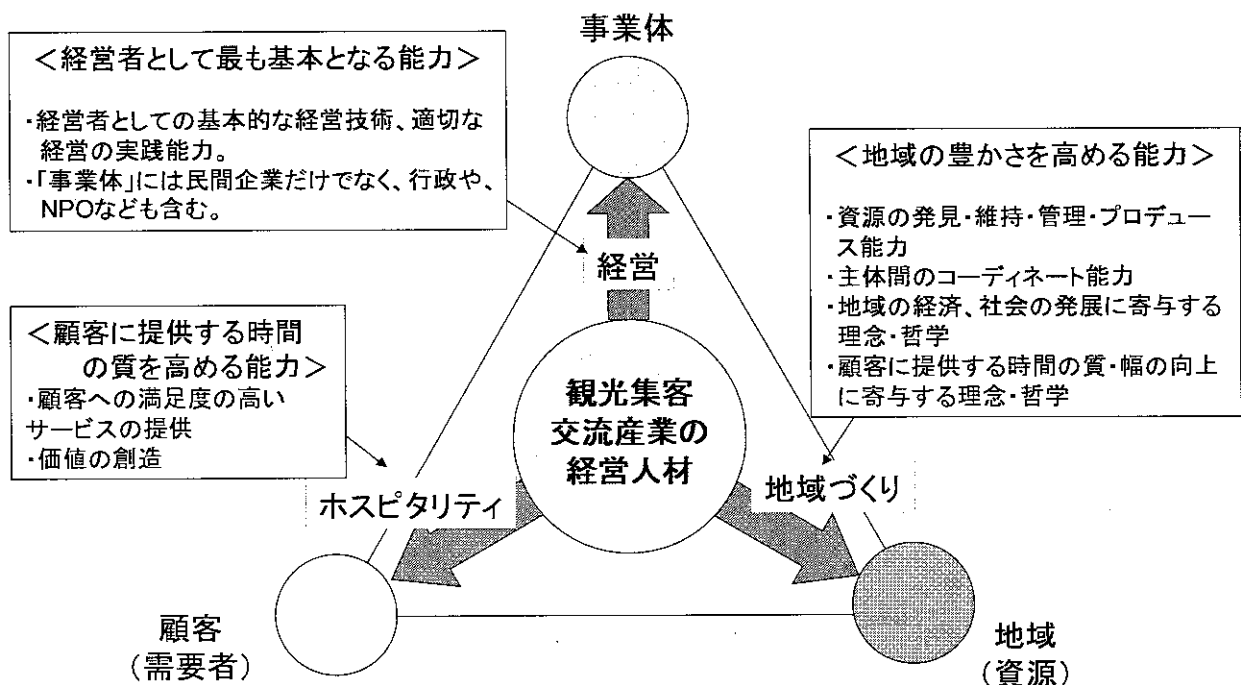 事業体
＜経営者として最も基本となる能力＞
・経営者としての基本的な経営技術、適切な
経営の実践能力。
・「事業体」には民間企業だけでなく、行政や、
NPOなども含む。
＜地域の豊かさを高める能力＞
・資源の発見・維持・管理・プロデュー
ス能力
・主体間のコーディネート能力
・地域の経済、社会の発展に寄与する
理念・哲学
・顧客に提供する時間の質・幅の向上
に寄与する理念・哲学
経営
＜顧客に提供する時間
の質を高める能力＞
・顧客への満足度の高い
サービスの提供
・価値の創造
観光集客
交流産業の
経営人材
ホスピタリティ
地域づくり
顧客
（需要者）
地域
（資源）